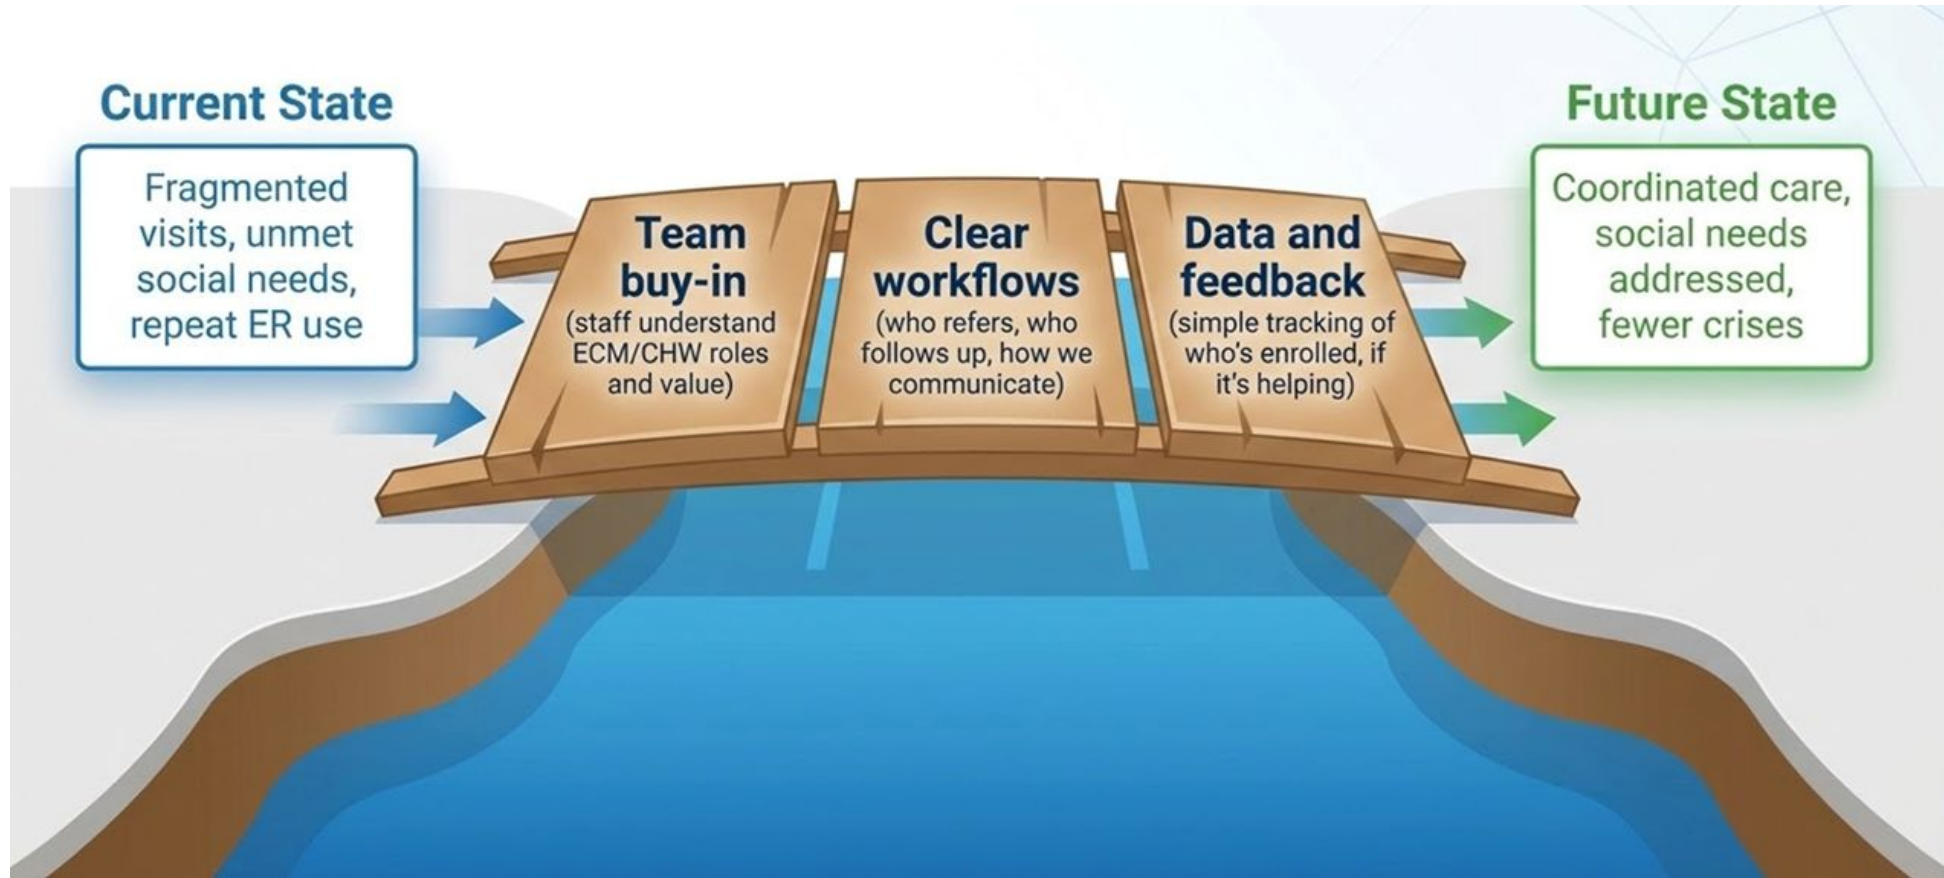 Current State
Fragmented
visits, unmet
social needs,
repeat ER use
Team
buy-in
(staff understand
ECM/CHW roles
and value)
Clear
workflows
(who refers, who
follows up, how we
communicate)
Data and
feedback
(simple tracking of
who's enrolled, if
it's helping)
Future State
Coordinated care,
social needs
addressed,
fewer crises